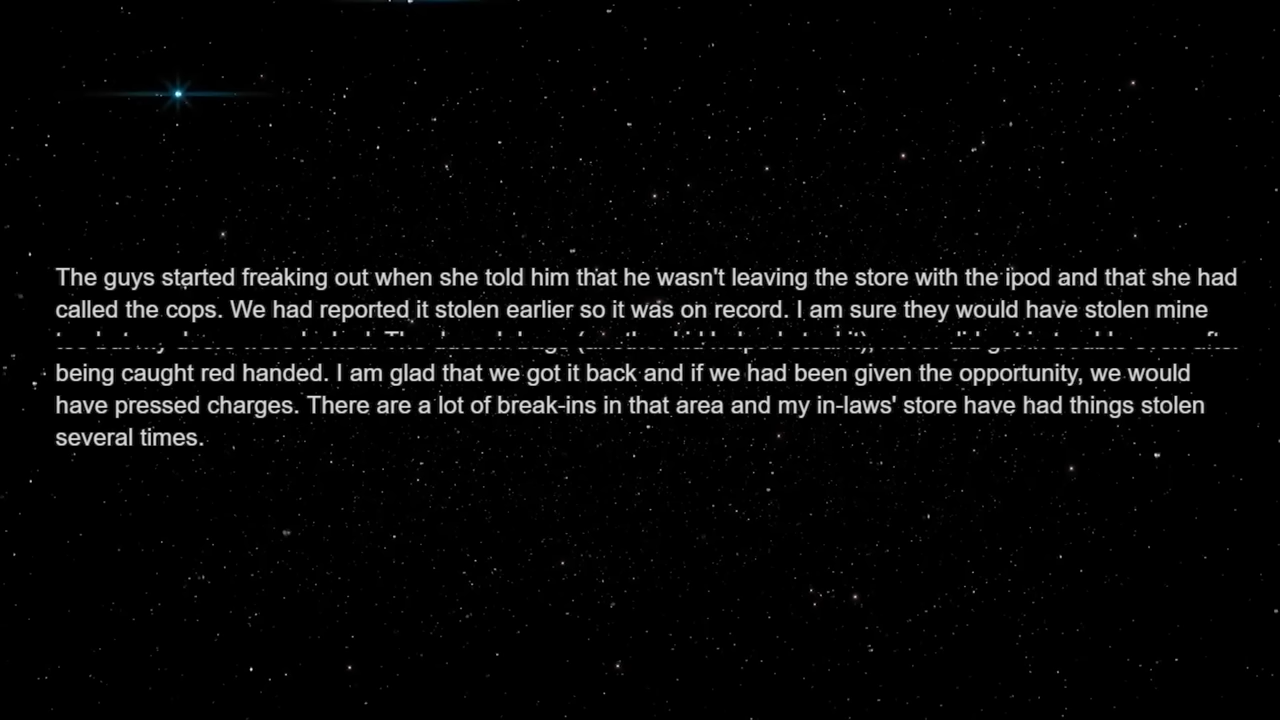 The guys started freaking out when she told him that he wasn't leaving the store with the ipod and that she had
called the cops. We had reported it stolen earlier so it was on record. I am sure they would have stolen mine
being caught red handed. I am glad that we got it back and if we had been given the opportunity, we would
have pressed charges. There are a lot of break-ins in that area and my in-laws' store have had things stolen
several times.